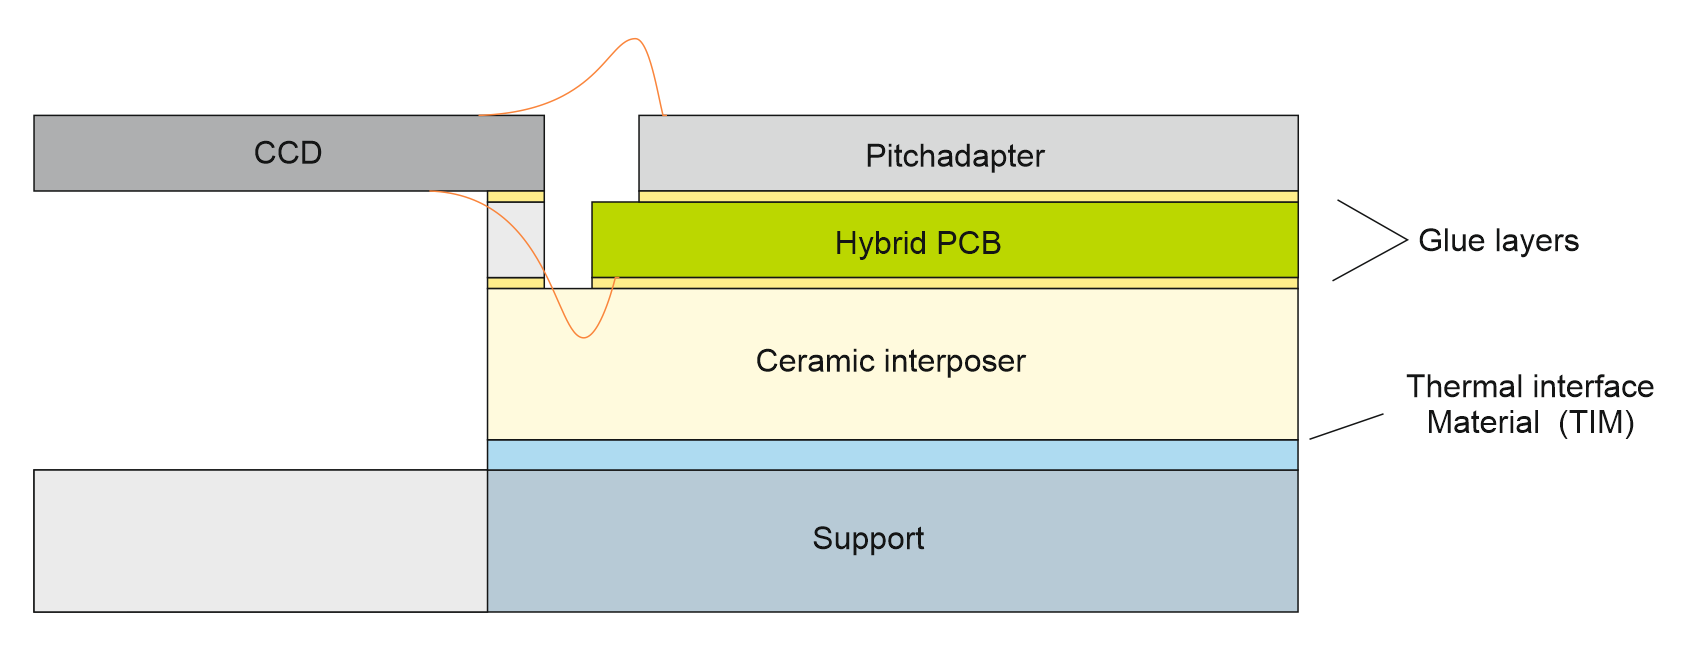 CCD
Pitchadapter
Hybrid PCB
Glue layers
Ceramic interposer
Thermal interface
Material (TIM)
Support